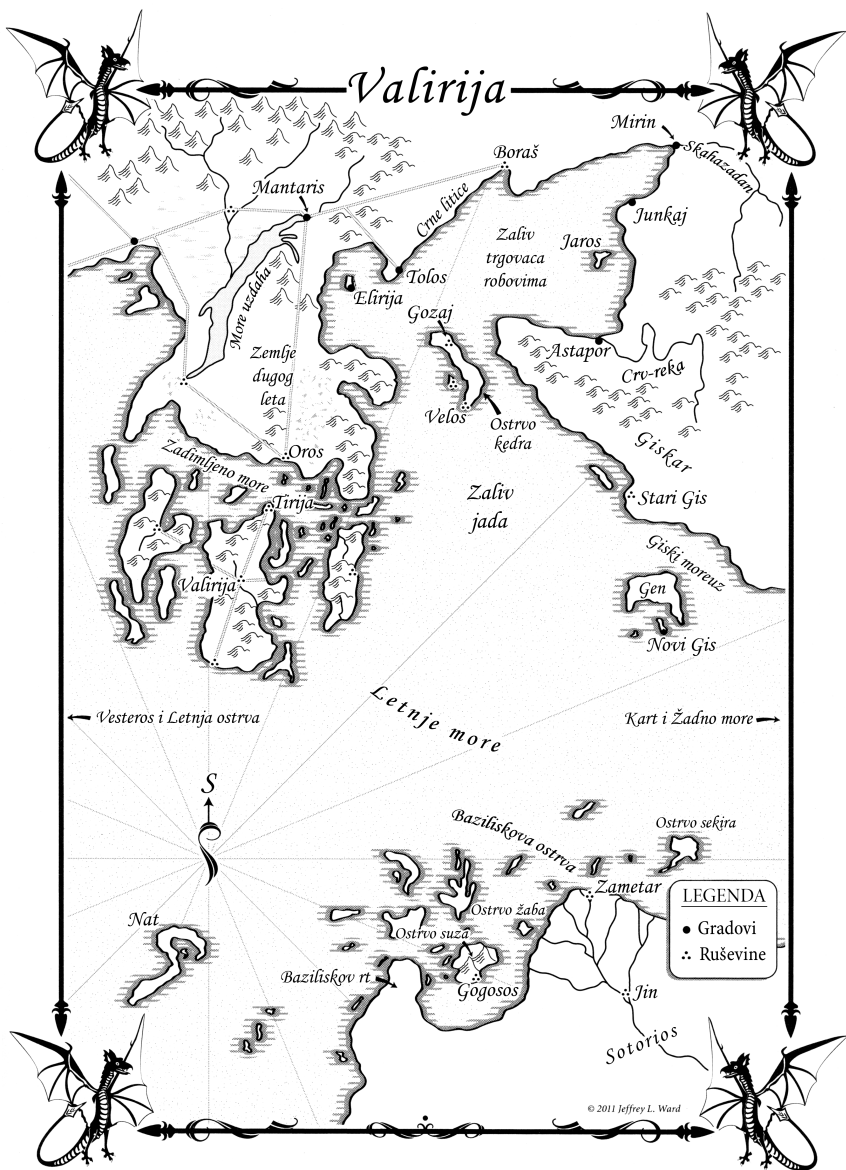 Valirija
Mirin
Skahazadan
Boraš
Mantaris
Crne litice
Junkaj
Zaliv
trgovaca
robovima
Jaros
Tolos
Elirija
More uzdaha
Gozaj
Zemlje
dugog
leta
Astapor
Crv-reka
Velos
Ostrvo
kedra
Giskar
Oros
Zadimljeno more
Tirija
Zaliv
jada
Stari Gis
Giski moreuz
Valirija
Gen
Novi Gis
Letnje more
Vesteros i Letnja ostrva
Kart i Žadno more
S
Baziliskova ostrva
Ostrvo sekira
Zametar
LEGENDA
Gradovi
Ruševine
Nat
Ostrvo žaba
Ostrvo suza
Baziliskov rt
Gogosos
Jin
Sotorios
© 2011 Jeffrey L. Ward